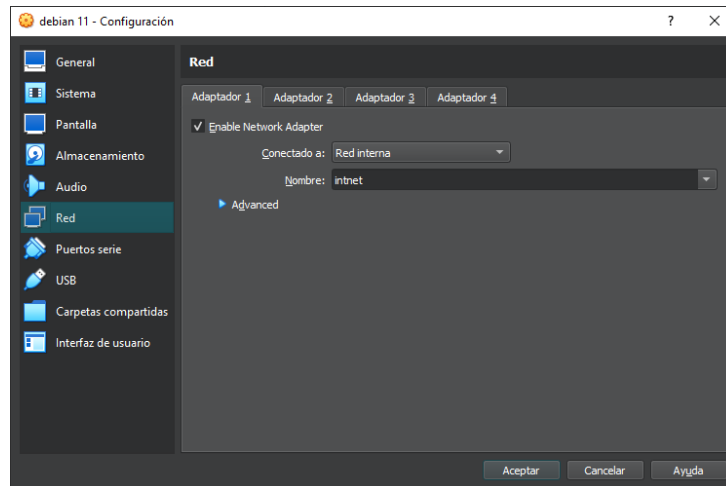 debian 11 - Configuración
?
General
Sistema
Pantalla
Almacenamiento
Audio
Red
Puertos serie
USB
Carpetas compartidas
Interfaz de usuario
Red
Adaptador 1 Adaptador 2 Adaptador 3 Adaptador 4
Enable Network Adapter
Conectado a: Red interna
Nombre: intnet
Advanced
Aceptar Cancelar Ayuda